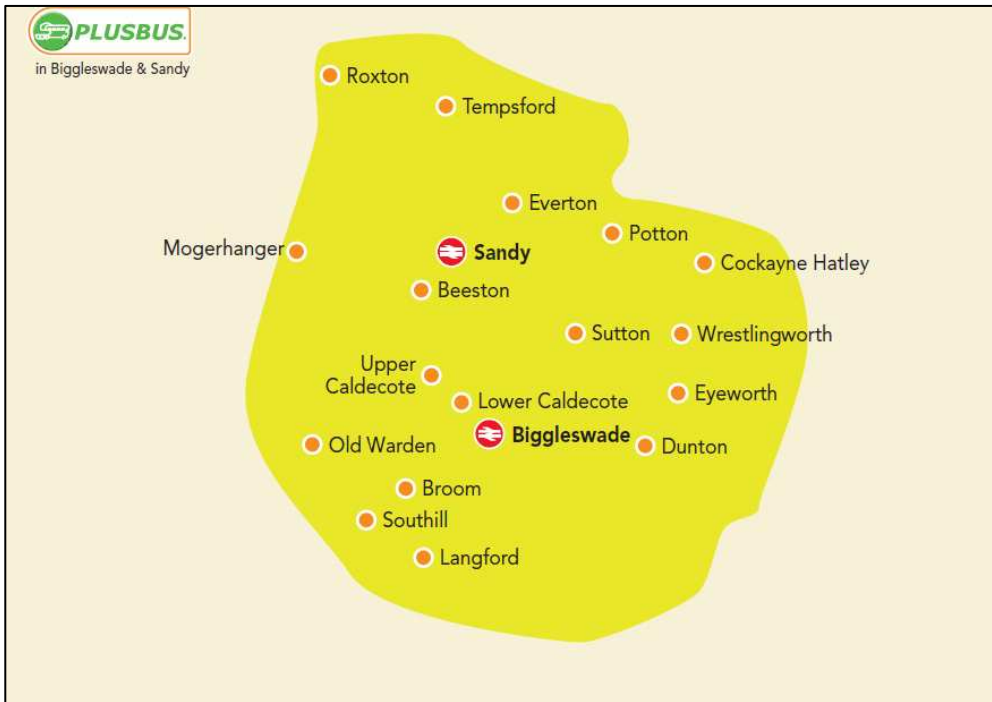 PLUSBUS.
in Biggleswade & Sandy
Roxton
Tempsford
Everton
Potton
Mogerhanger
Sandy
Cockayne Hatley
Beeston
Sutton
Wrestlingworth
Upper
Caldecote
Lower Caldecote
Eyeworth
Biggleswade
Old Warden
Dunton
Broom
Southill
Langford